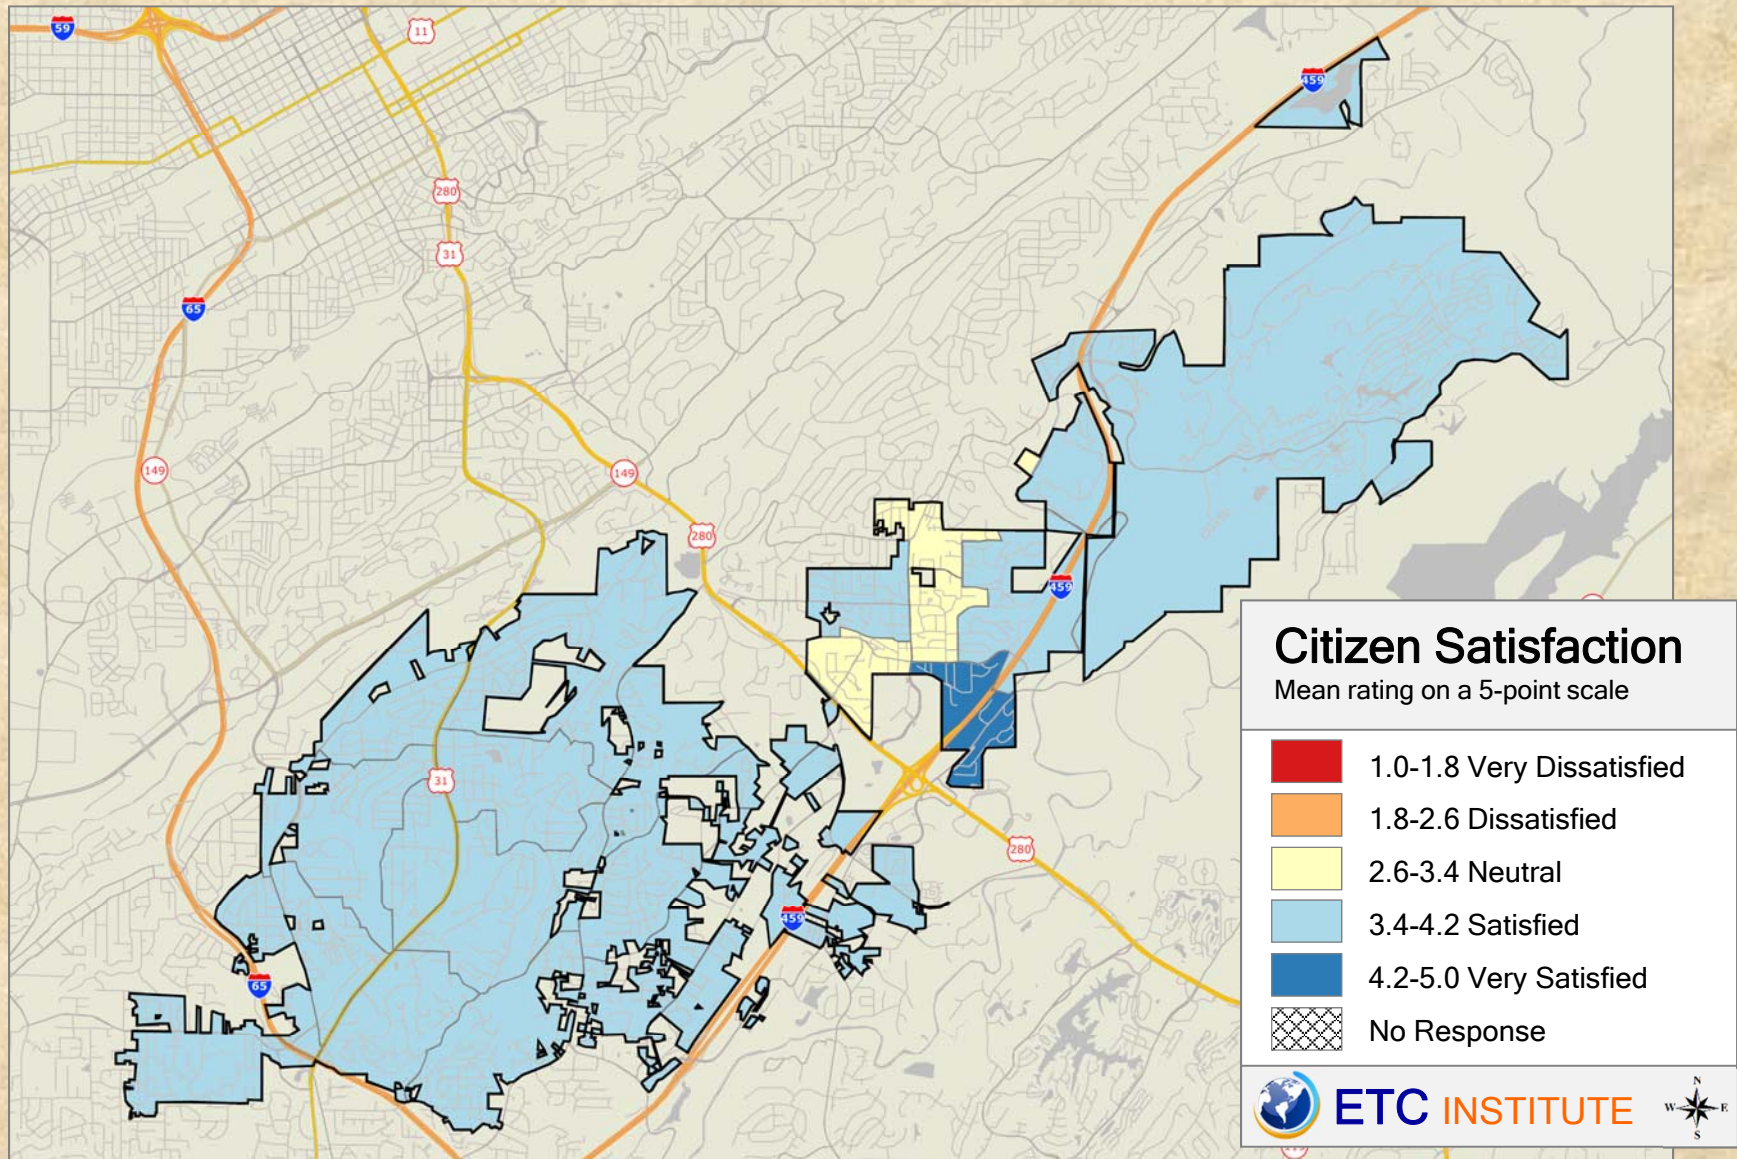 59
11
459
280
31
65
149
149
280
459
31
280
459
65
Citizen Satisfaction
Mean rating on a 5-point scale
1.0-1.8 Very Dissatisfied
1.8-2.6 Dissatisfied
2.6-3.4 Neutral
3.4-4.2 Satisfied
4.2-5.0 Very Satisfied
No Response
ETC INSTITUTE
N
W E
S